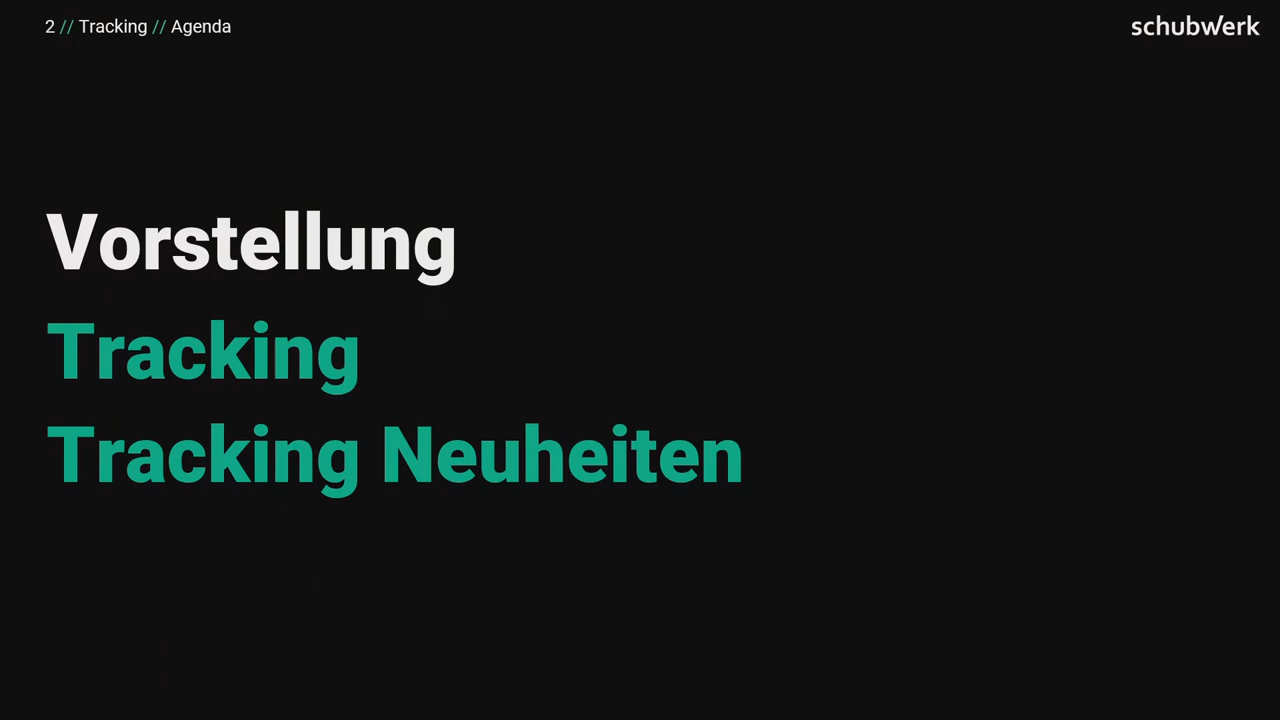 2 // Tracking // Agenda
schubwerk
Vorstellung
Tracking
Tracking Neuheiten